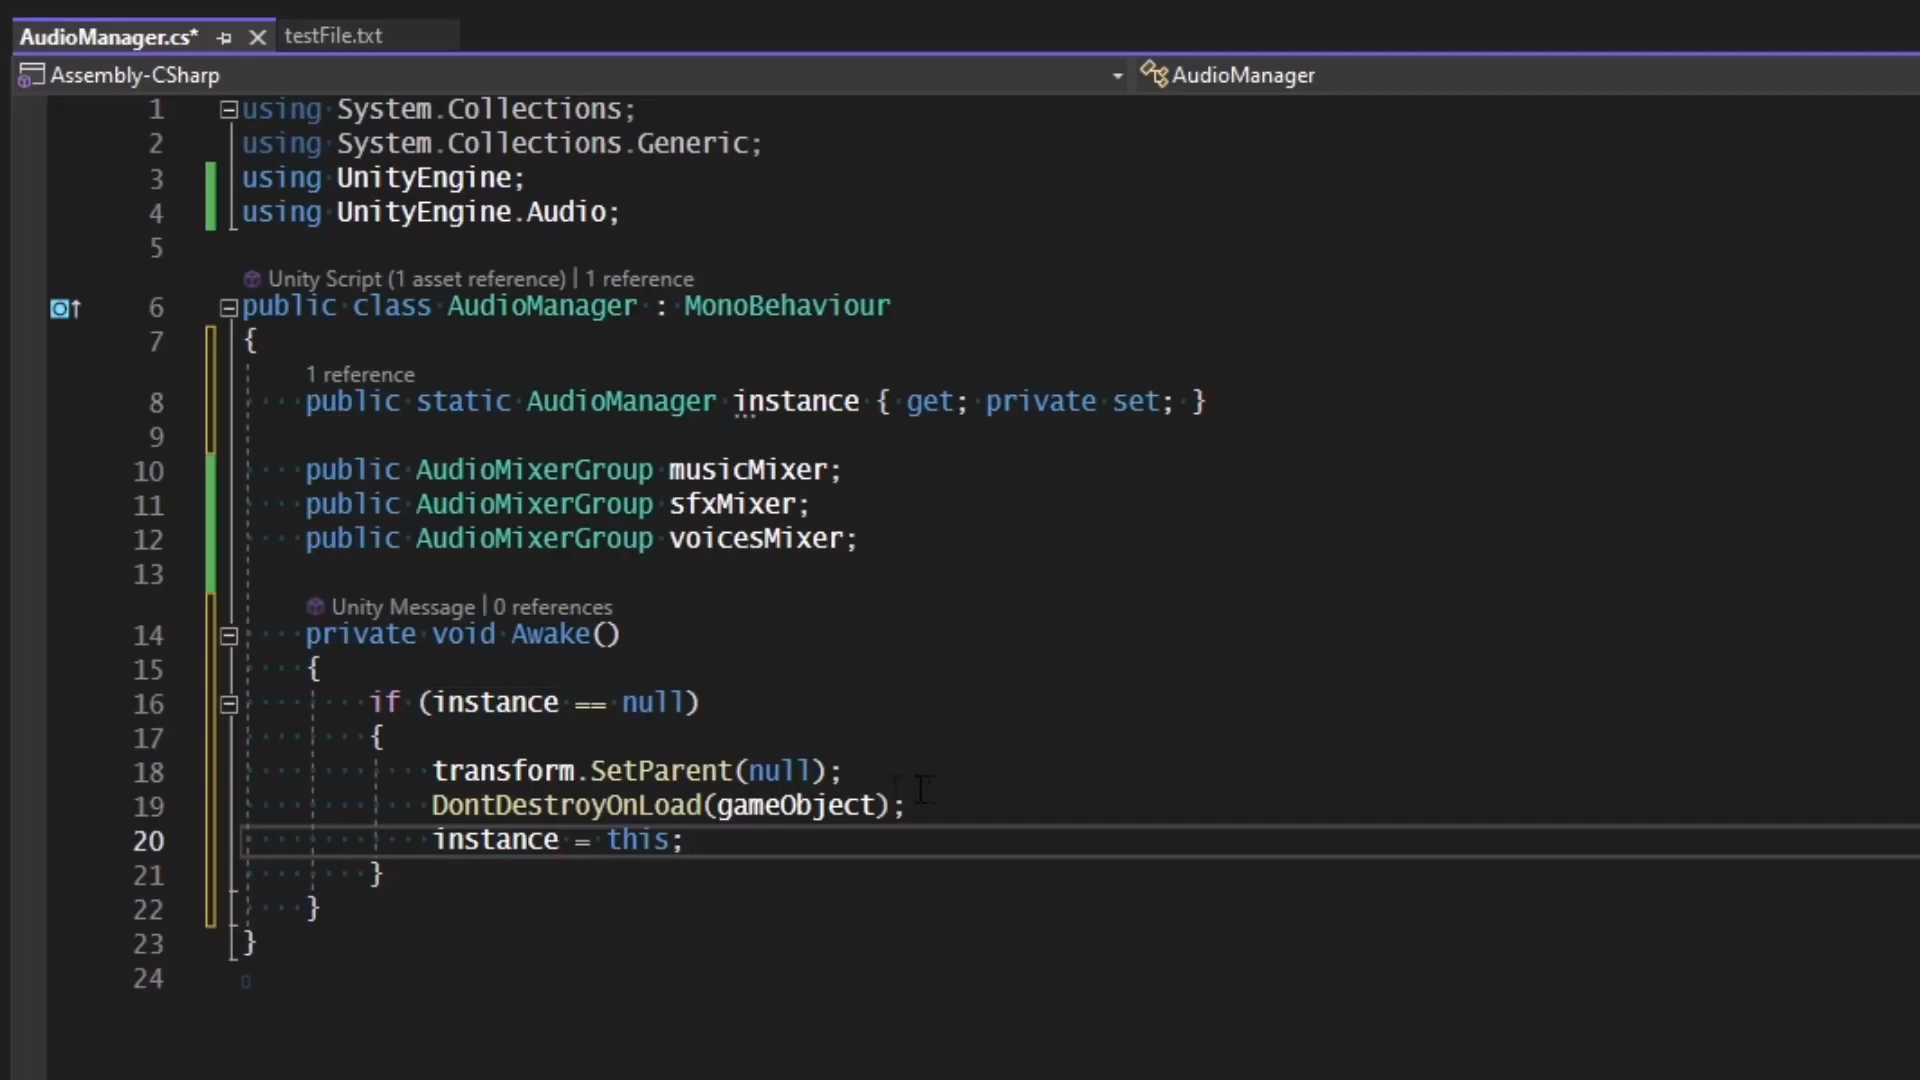 AudioManager.cs* testFile.txt
Assembly-CSharp AudioManager
1 using System.Collections;
2 using System.Collections.Generic;
3 using UnityEngine;
4 using UnityEngine.Audio;
5
Unity Script (1 asset reference) | 1 reference
6 public class AudioManager : MonoBehaviour
7 {
1 reference
8 public static AudioManager instance { get; private set; }
9
10 public AudioMixerGroup musicMixer;
11 public AudioMixerGroup sfxMixer;
12 public AudioMixerGroup voicesMixer;
13
Unity Message | 0 references
14 private void Awake()
15 {
16 if (instance == null)
17 {
18 transform.SetParent(null);
19 DontDestroyOnLoad(gameObject);
20 instance = this;
21 }
22 }
23 }
24